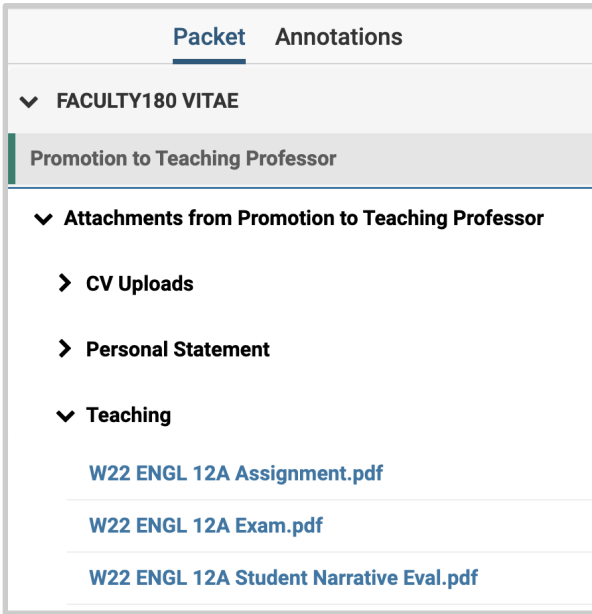 Packet Annotations
FACULTY180 VITAE
Promotion to Teaching Professor
Attachments from Promotion to Teaching Professor
CV Uploads
Personal Statement
Teaching
W22 ENGL 12A Assignment.pdf
W22 ENGL 12A Exam.pdf
W22 ENGL 12A Student Narrative Eval.pdf